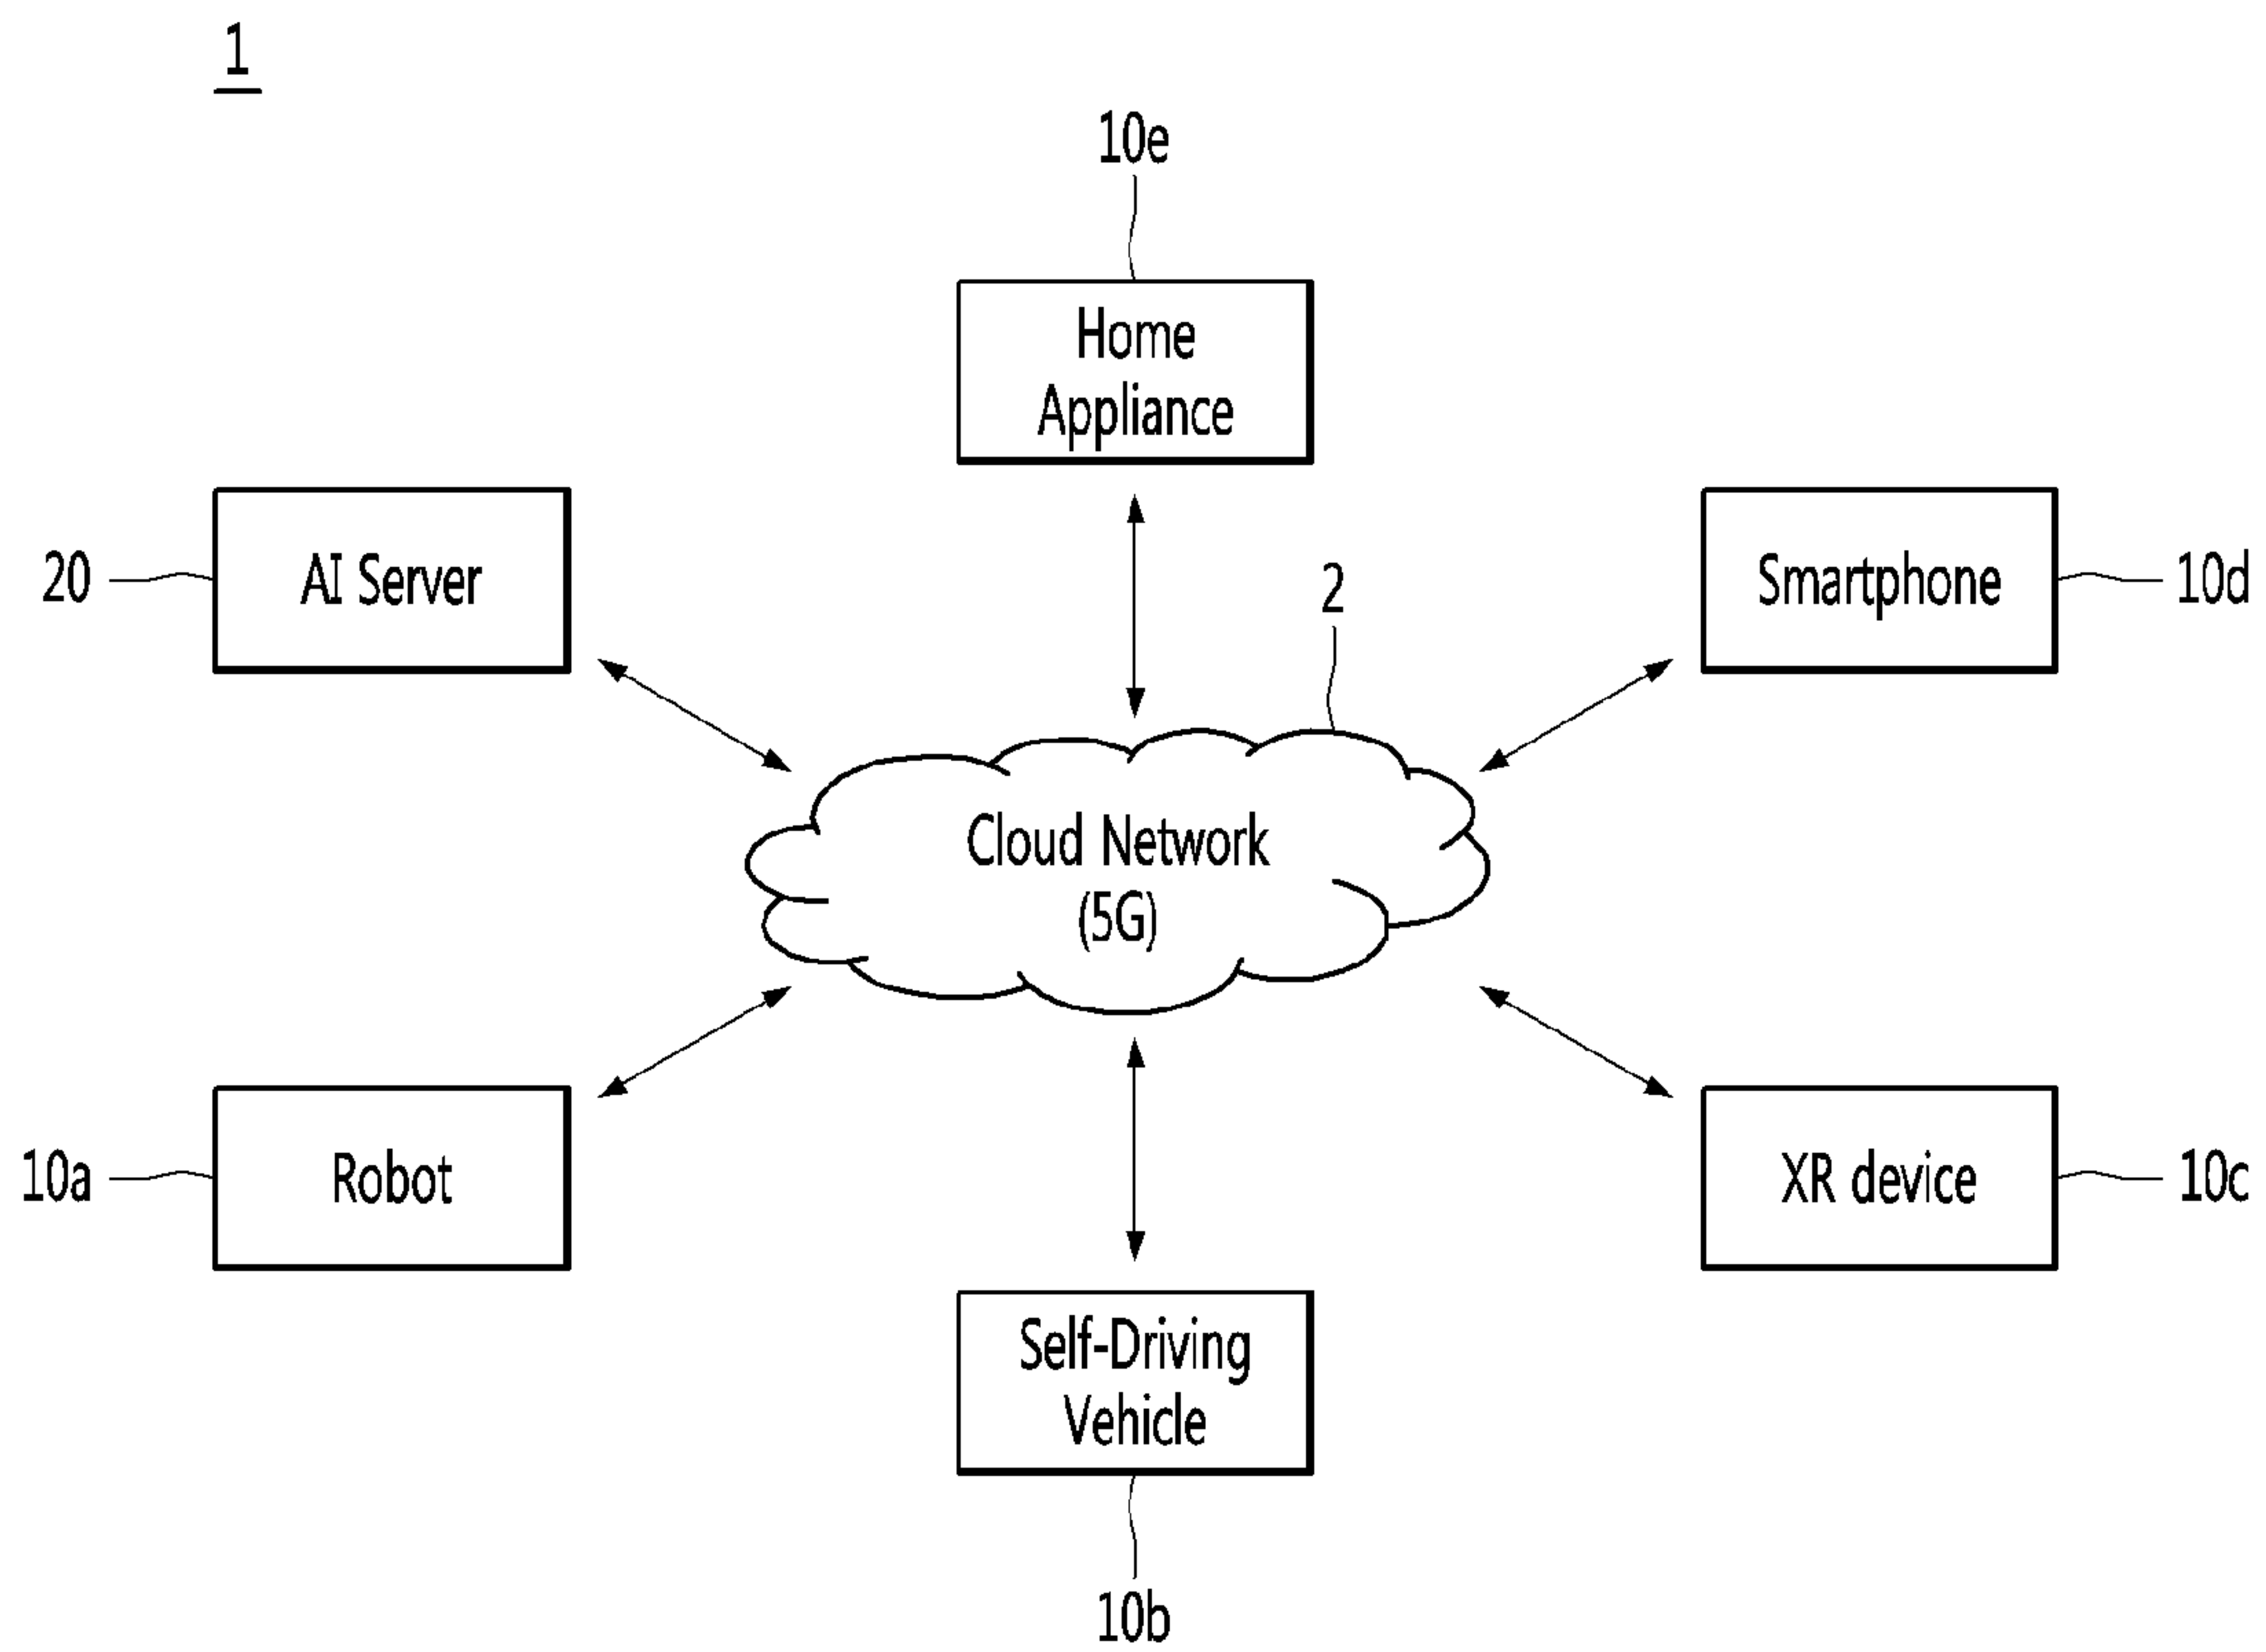 1
10e
Home
Appliance
20
AI Server
Smartphone
10d
2
Cloud Network
(5G)
10a
Robot
XR device
10c
Self-Driving
Vehicle
10b